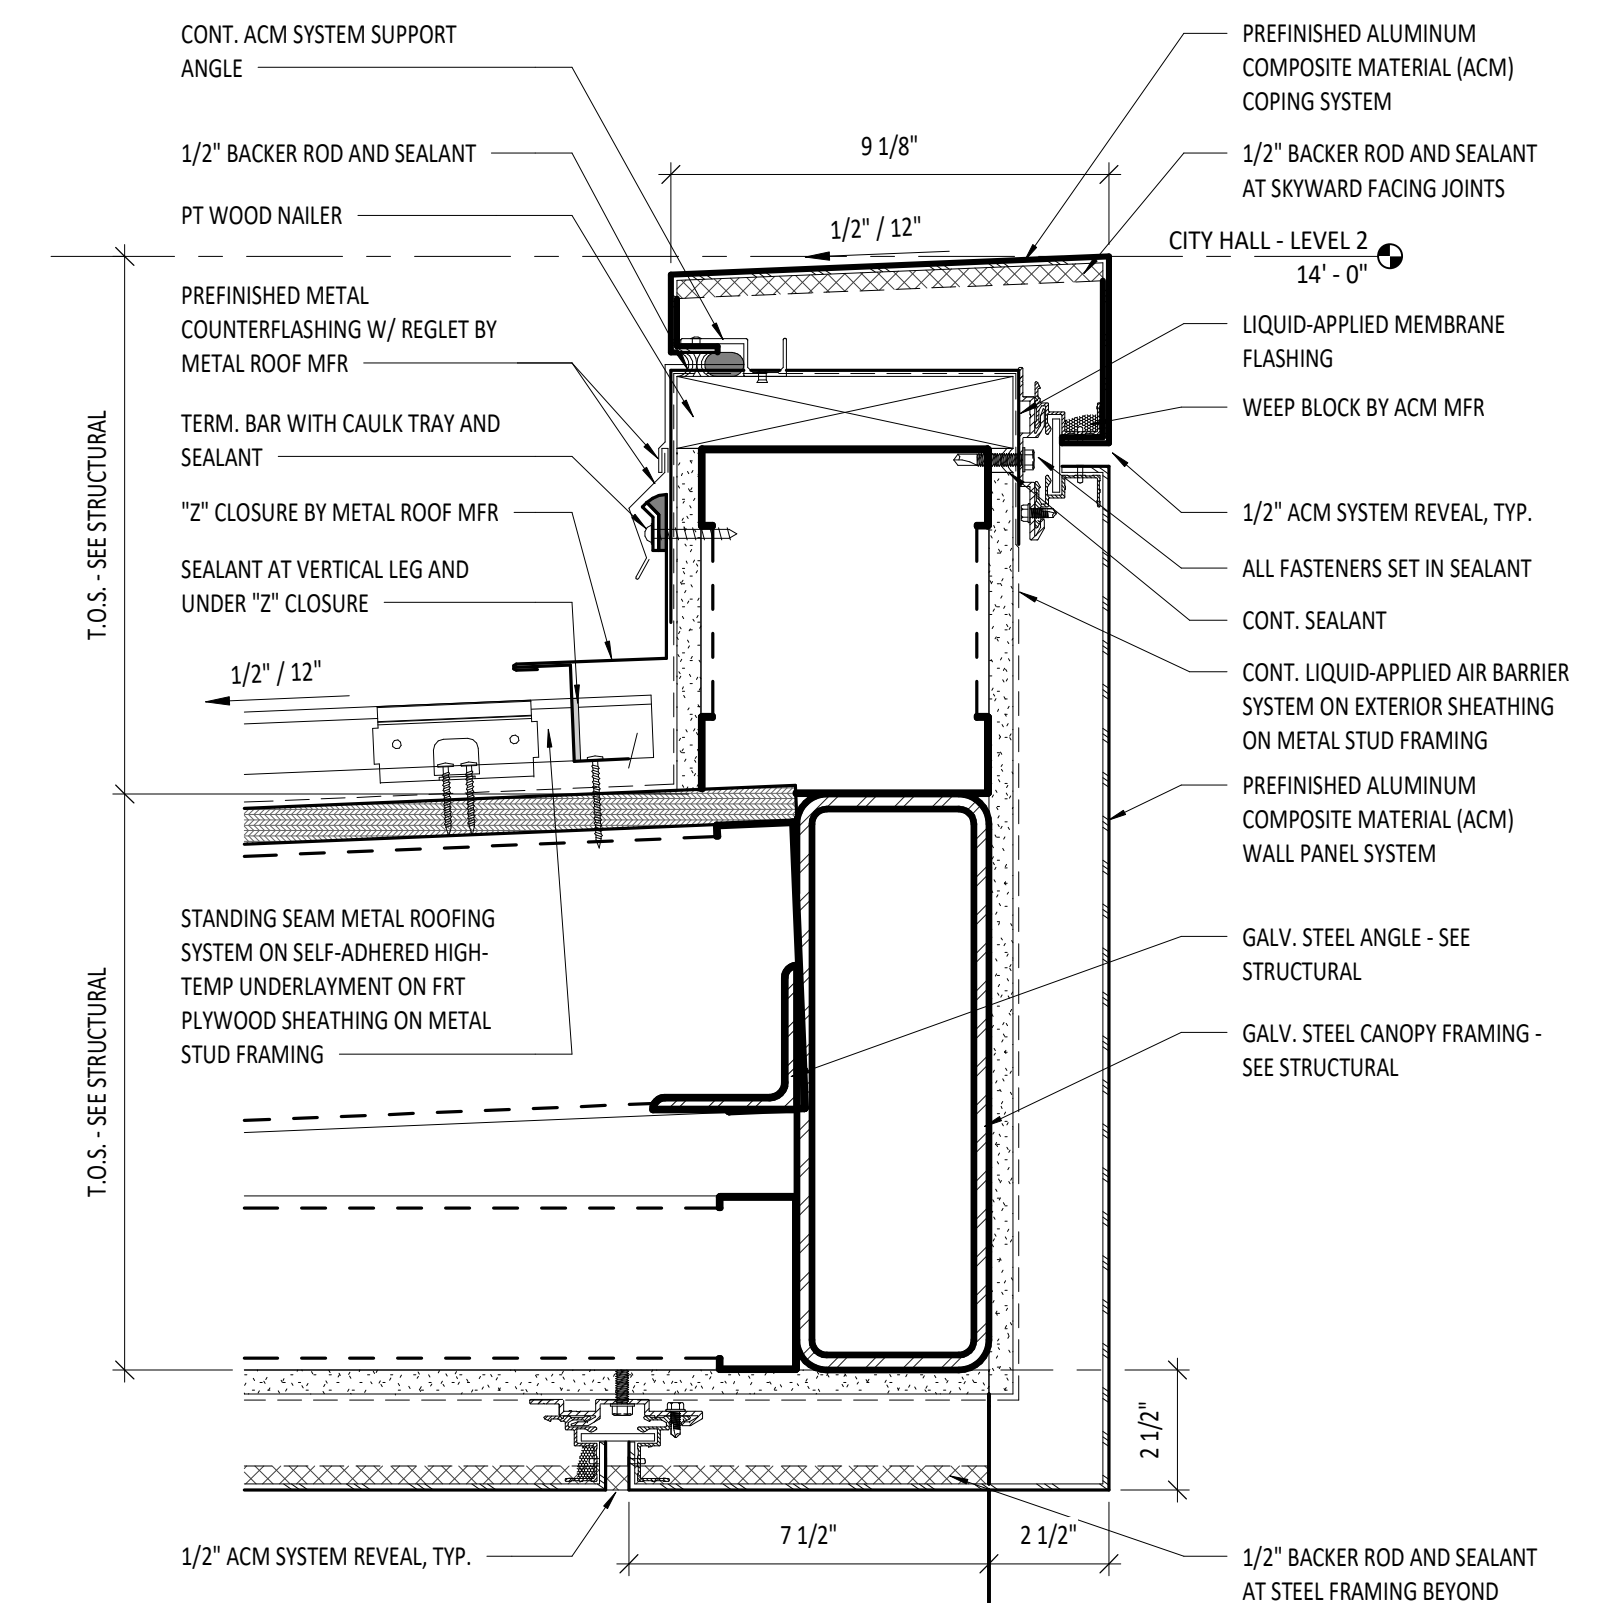 CONT. ACM SYSTEM SUPPORT
ANGLE
1/2" BACKER ROD AND SEALANT
PT WOOD NAILER
PREFINISHED METAL
COUNTERFLASHING W/ REGLET BY
METAL ROOF MFR
TERM. BAR WITH CAULK TRAY AND
SEALANT
"Z" CLOSURE BY METAL ROOF MFR
SEALANT AT VERTICAL LEG AND
UNDER "Z" CLOSURE
1/2" / 12"
STANDING SEAM METAL ROOFING
SYSTEM ON SELF-ADHERED HIGH-
TEMP UNDERLAYMENT ON FRT
PLYWOOD SHEATHING ON METAL
STUD FRAMING
1/2" ACM SYSTEM REVEAL, TYP.
T.O.S. - SEE STRUCTURAL
T.O.S. - SEE STRUCTURAL
9 1/8"
1/2" / 12"
7 1/2"
2 1/2"
2 1/2"
PREFINISHED ALUMINUM
COMPOSITE MATERIAL (ACM)
COPING SYSTEM
1/2" BACKER ROD AND SEALANT
AT SKYWARD FACING JOINTS
CITY HALL - LEVEL 2
14' - 0"
LIQUID-APPLIED MEMBRANE
FLASHING
WEEP BLOCK BY ACM MFR
1/2" ACM SYSTEM REVEAL, TYP.
ALL FASTENERS SET IN SEALANT
CONT. SEALANT
CONT. LIQUID-APPLIED AIR BARRIER
SYSTEM ON EXTERIOR SHEATHING
ON METAL STUD FRAMING
PREFINISHED ALUMINUM
COMPOSITE MATERIAL (ACM)
WALL PANEL SYSTEM
GALV. STEEL ANGLE - SEE
STRUCTURAL
GALV. STEEL CANOPY FRAMING -
SEE STRUCTURAL
1/2" BACKER ROD AND SEALANT
AT STEEL FRAMING BEYOND